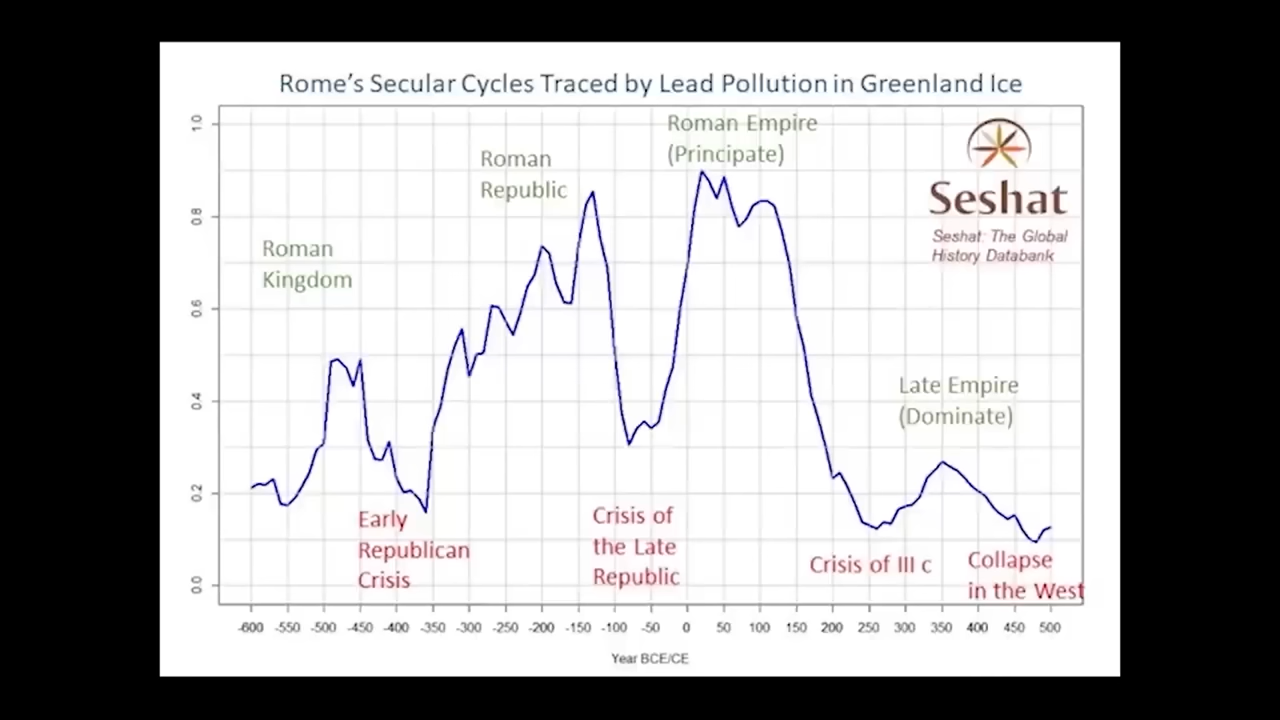 Rome's Secular Cycles Traced by Lead Pollution in Greenland Ice
Roman Empire
(Principate)
Roman
Republic
Roman
Kingdom
Seshat
Seshat: The Global
History Databank
Late Empire
(Dominate)
Early
Republican
Crisis
Crisis of
the Late
Republic
Crisis of III c
Collapse
in the West
1.0
0.8
0.6
0.4
0.2
0.0
-600 -550 -500 -450 -400 -350 -300 -250 -200 -150 -100 -50 0 50 100 150 200 250 300 350 400 450 500
Year BCE/CE